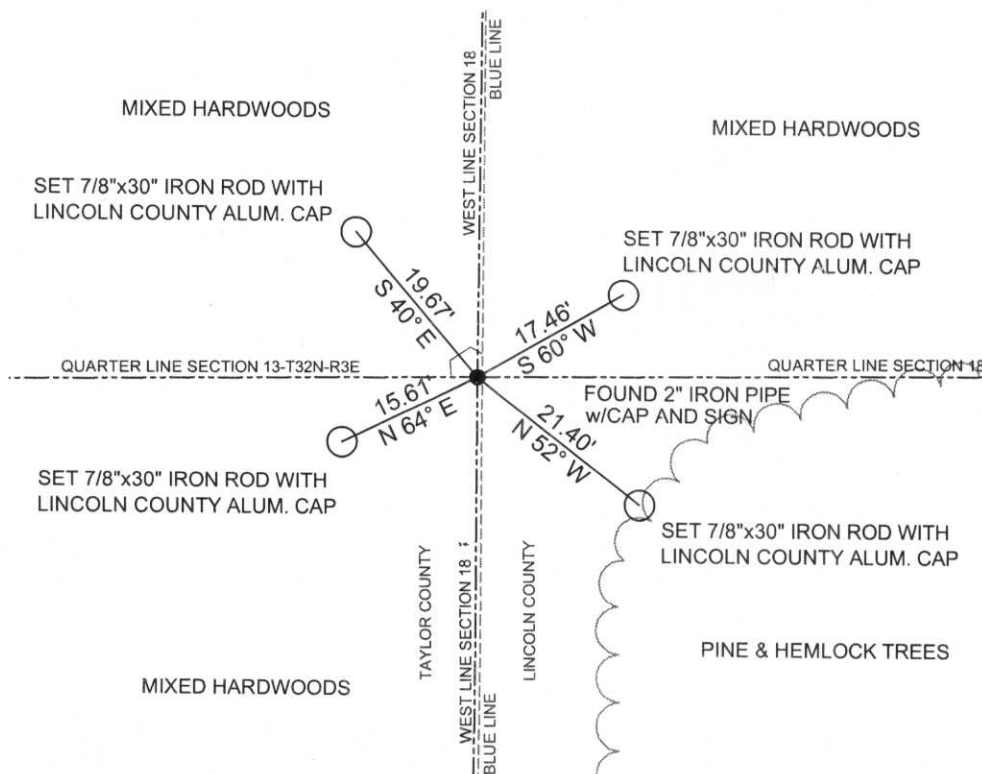 MIXED HARDWOODS
WEST LINE SECTION 18
BLUE LINE
MIXED HARDWOODS
SET 7/8"x30" IRON ROD WITH
LINCOLN COUNTY ALUM. CAP
SET 7/8"x30" IRON ROD WITH
LINCOLN COUNTY ALUM. CAP
19.67'
S 40° E
17.46'
S 60° W
QUARTER LINE SECTION 13-T32N-R3E
QUARTER LINE SECTION 18
15.61'
N 64° E
FOUND 2" IRON PIPE
w/CAP AND SIGN
21.40'
N 52° W
SET 7/8"x30" IRON ROD WITH
LINCOLN COUNTY ALUM. CAP
SET 7/8"x30" IRON ROD WITH
LINCOLN COUNTY ALUM. CAP
TAYLOR COUNTY
WEST LINE SECTION 18
LINCOLN COUNTY
PINE & HEMLOCK TREES
MIXED HARDWOODS
BLUE LINE